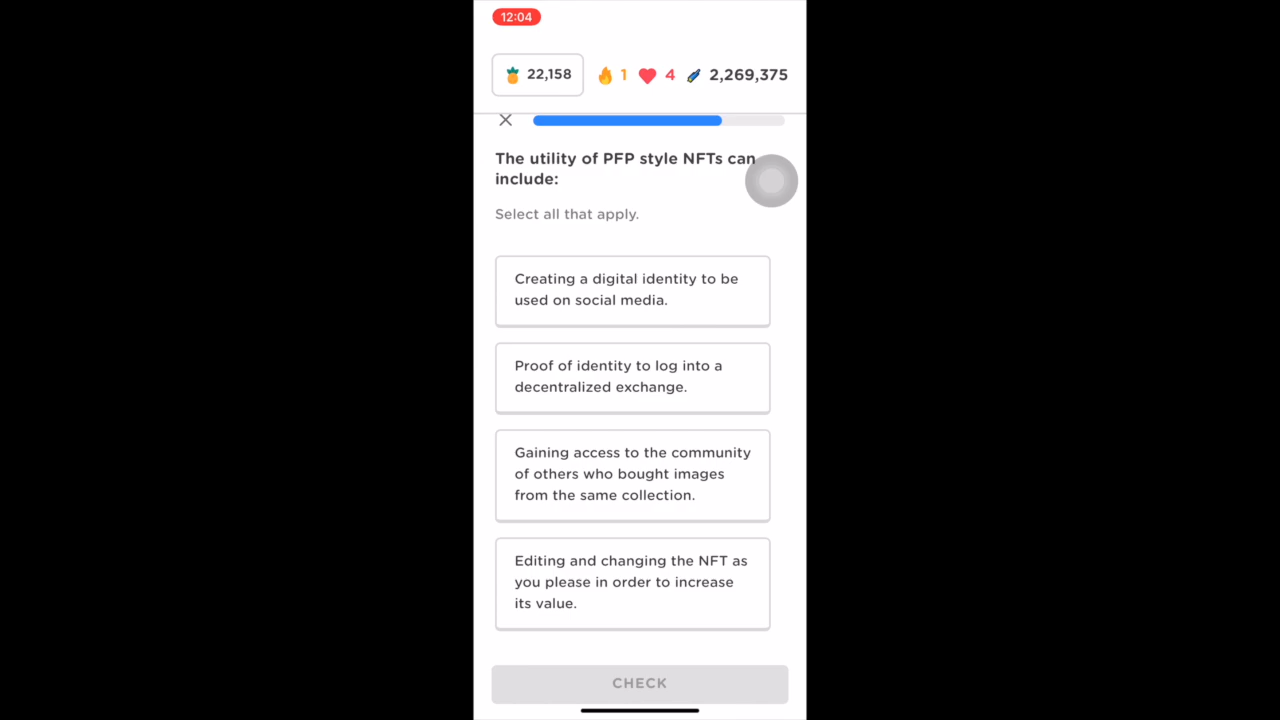 12:04
22,158 1 4 2,269,375
The utility of PFP style NFTs can
include:
Select all that apply.
Creating a digital identity to be
used on social media.
Proof of identity to log into a
decentralized exchange.
Gaining access to the community
of others who bought images
from the same collection.
Editing and changing the NFT as
you please in order to increase
its value.
CHECK